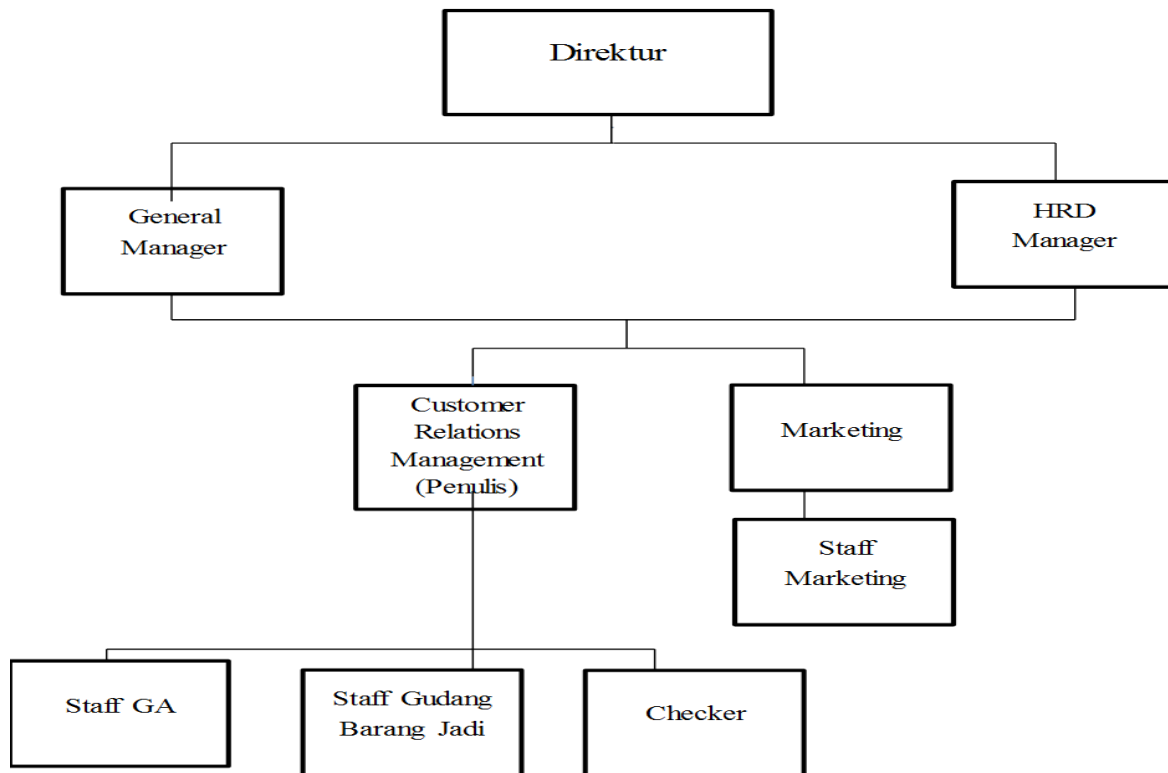 Direktur
General
Manager
HRD
Manager
Customer
Relations
Management
(Penulis)
Marketing
Staff
Marketing
Staff GA
Staff Gudang
Barang Jadi
Checker